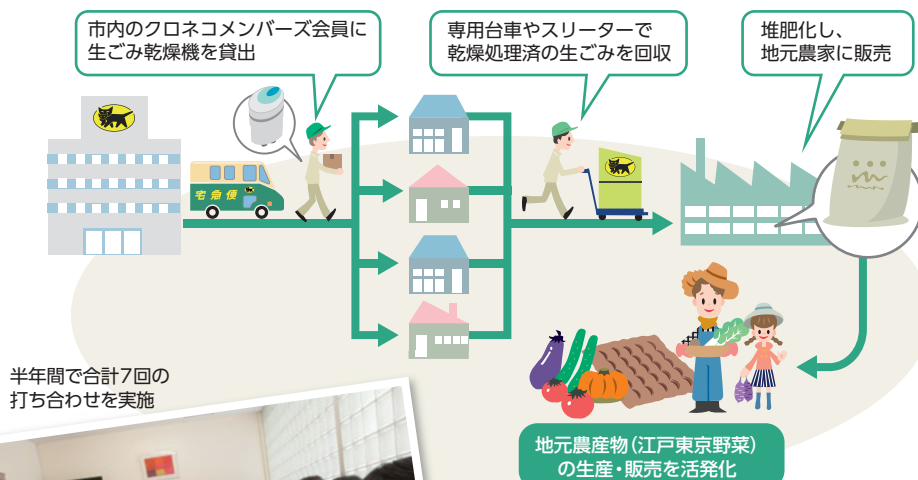 市内のクロネコメンバーズ会員に
生ごみ乾燥機を貸出
専用台車やスリーターで
乾燥処理済の生ごみを回収
堆肥化し、
地元農家に販売
宅急便
半年間で合計7回の
打ち合わせを実施
地元農産物(江戸東京野菜)
の生産・販売を活発化